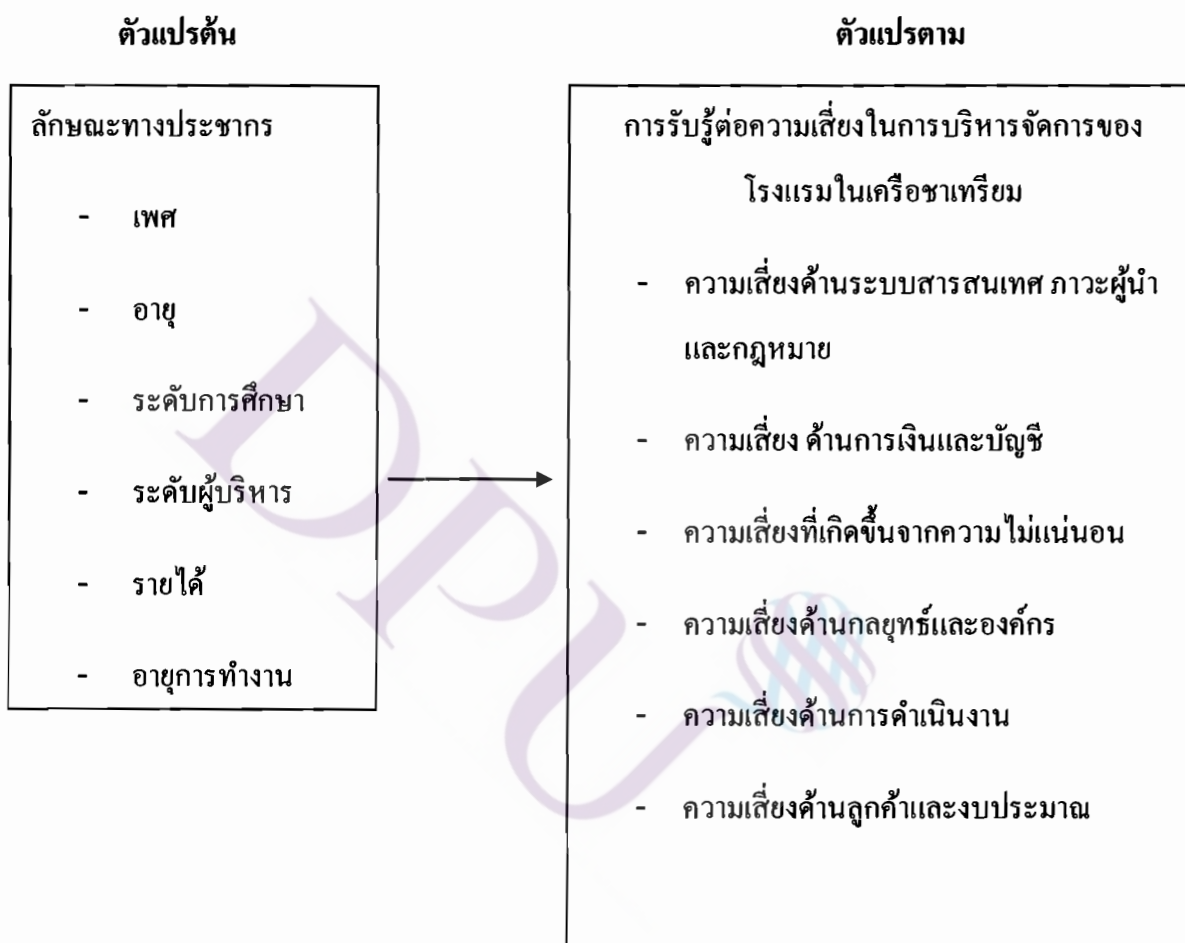 ตัวแปรต้น
ลักษณะทางประชากร
- เพศ
- อายุ
- ระดับการศึกษา
- ระดับผู้บริหาร
- รายได้
- อายุการทำงาน
ตัวแปรตาม
การรับรู้ต่อความเสี่ยงในการบริหารจัดการของ
โรงแรมในเครือชาเทรียม
- ความเสี่ยงด้านระบบสารสนเทศ ภาวะผู้นำ
และกฎหมาย
- ความเสี่ยง ด้านการเงินและบัญชี
- ความเสี่ยงที่เกิดขึ้นจากความไม่แน่นอน
- ความเสี่ยงด้านกลยุทธ์และองค์กร
- ความเสี่ยงด้านการดำเนินงาน
- ความเสี่ยงด้านลูกค้าและงบประมาณ
DPU